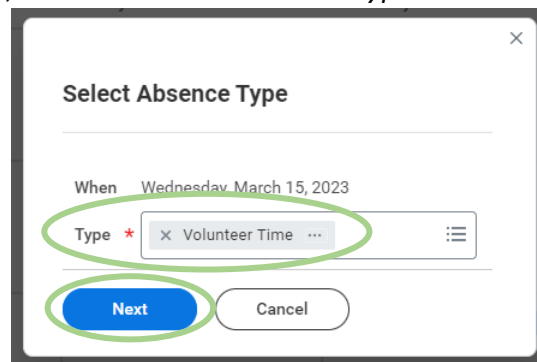 Select Absence Type
When Wednesday, March 15, 2023
Type * × Volunteer Time ...
Next Cancel